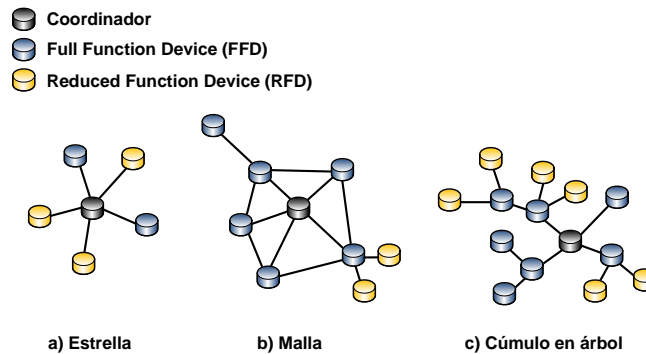 Coordinador
Full Function Device (FFD)
Reduced Function Device (RFD)
a) Estrella
b) Malla
c) Cúmulo en árbol